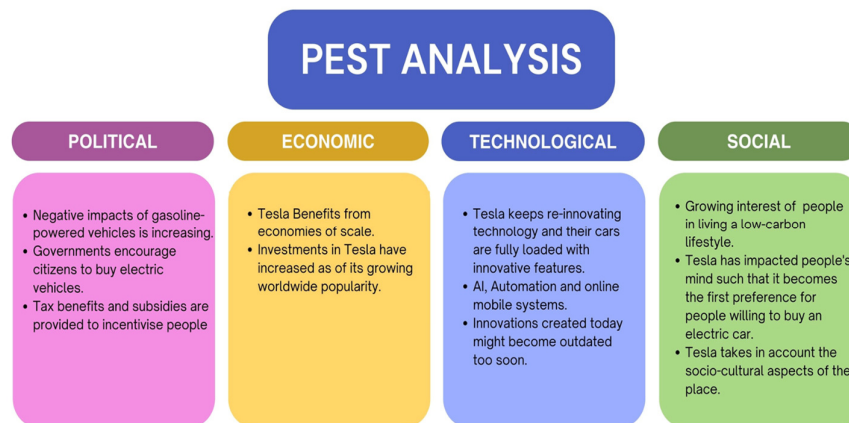 PEST ANALYSIS
POLITICAL
• Negative impacts of gasoline-
powered vehicles is increasing.
• Governments encourage
citizens to buy electric
vehicles.
• Tax benefits and subsidies are
provided to incentivise people
ECONOMIC
• Tesla Benefits from
economies of scale.
• Investments in Tesla have
increased as of its growing
worldwide popularity.
TECHNOLOGICAL
• Tesla keeps re-innovating
technology and their cars
are fully loaded with
innovative features.
• AI, Automation and online
mobile systems.
• Innovations created today
might become outdated
too soon.
SOCIAL
• Growing interest of people
in living a low-carbon
lifestyle.
• Tesla has impacted people's
mind such that it becomes
the first preference for
people willing to buy an
electric car.
• Tesla takes in account the
socio-cultural aspects of the
place.